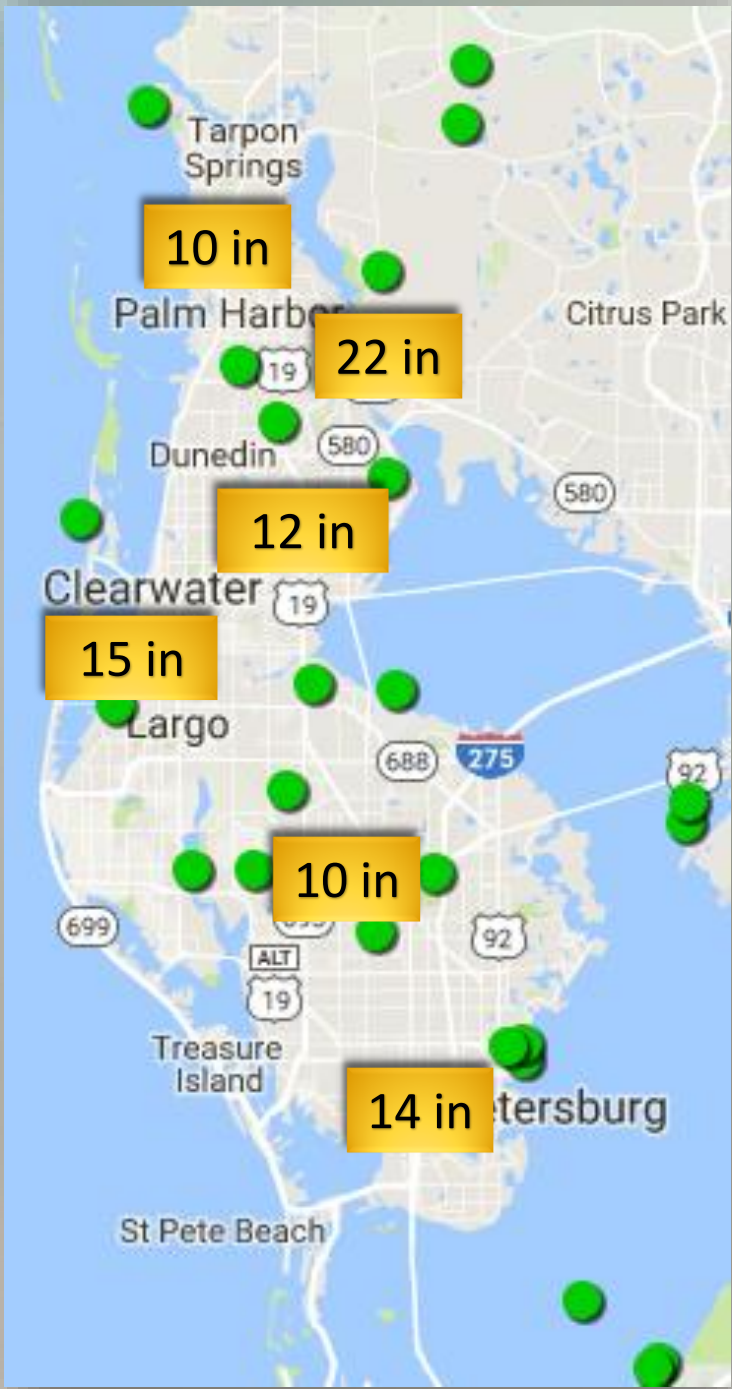 Tarpon
Springs
10 in
Palm Harbor
Citrus Park
19
22 in
Dunedin
580
580
12 in
Clearwater
19
15 in
Largo
688
275
92
10 in
699
92
ALT
19
Treasure
Island
14 in
etersburg
St Pete Beach